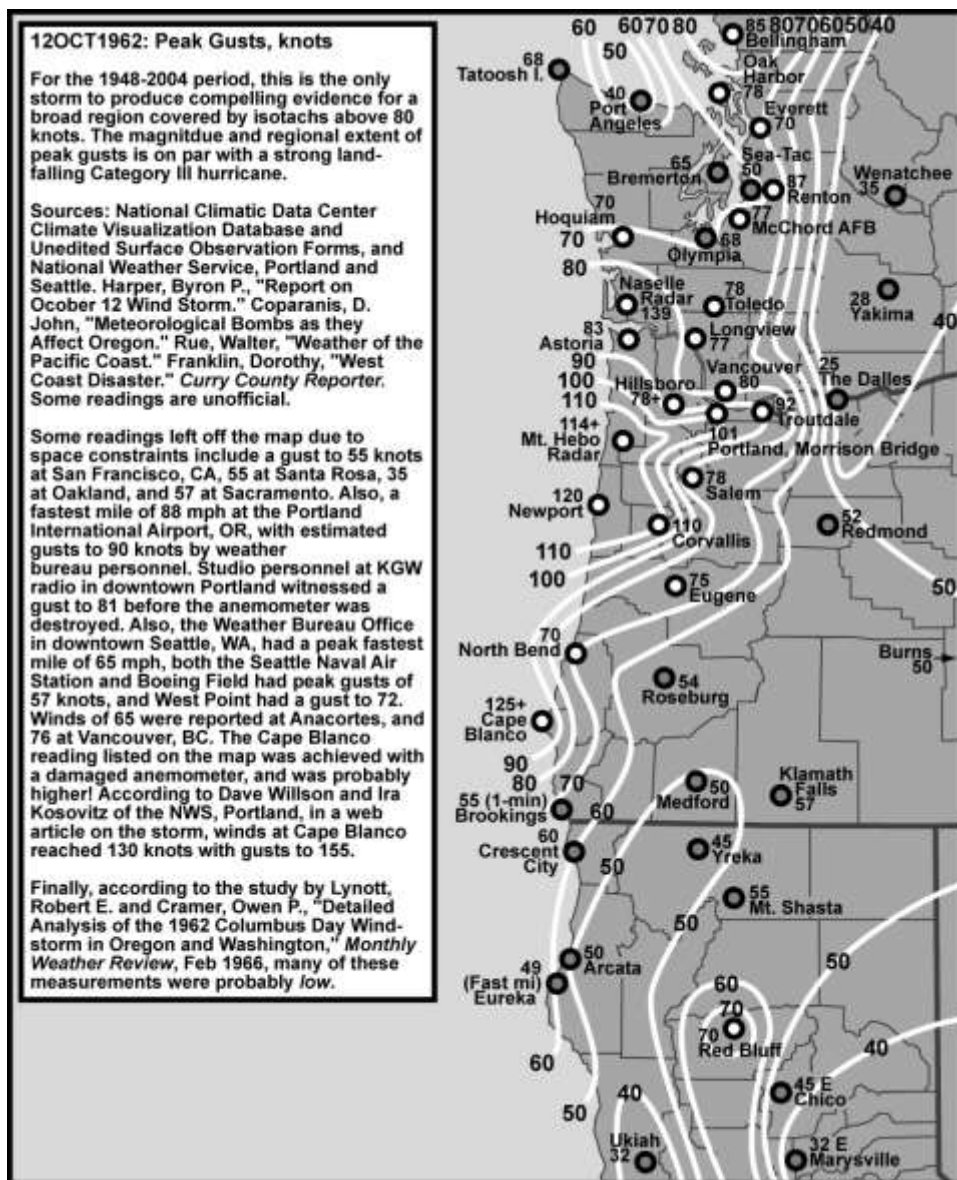 12OCT1962: Peak Gusts, knots
For the 1948-2004 period, this is the only
storm to produce compelling evidence for a
broad region covered by isotachs above 80
knots. The magnitdue and regional extent of
peak gusts is on par with a strong land-
falling Category III hurricane.
Sources: National Climatic Data Center
Climate Visualization Database and
Unedited Surface Observation Forms, and
National Weather Service, Portland and
Seattle. Harper, Byron P., "Report on
Ocober 12 Wind Storm." Coparanis, D.
John, "Meteorological Bombs as they
Affect Oregon." Rue, Walter, "Weather of the
Pacific Coast." Franklin, Dorothy, "West
Coast Disaster." Curry County Reporter.
Some readings are unofficial.
Some readings left off the map due to
space constraints include a gust to 55 knots
at San Francisco, CA, 55 at Santa Rosa, 35
at Oakland, and 57 at Sacramento. Also, a
fastest mile of 88 mph at the Portland
International Airport, OR, with estimated
gusts to 90 knots by weather
bureau personnel. Studio personnel at KGW
radio in downtown Portland witnessed a
gust to 81 before the anemometer was
destroyed. Also, the Weather Bureau Office
in downtown Seattle, WA, had a peak fastest
mile of 65 mph, both the Seattle Naval Air
Station and Boeing Field had peak gusts of
57 knots, and West Point had a gust to 72.
Winds of 65 were reported at Anacortes, and
76 at Vancouver, BC. The Cape Blanco
reading listed on the map was achieved with
a damaged anemometer, and was probably
higher! According to Dave Willson and Ira
Kosovitz of the NWS, Portland, in a web
article on the storm, winds at Cape Blanco
reached 130 knots with gusts to 155.
Finally, according to the study by Lynott,
Robert E. and Cramer, Owen P., "Detailed
Analysis of the 1962 Columbus Day Wind-
storm in Oregon and Washington," Monthly
Weather Review, Feb 1966, many of these
measurements were probably low.
60 60 70 80 80 70 60 50 40
50
85
Bellingham
68
Tatoosh I.
Oak
Harbor
78
40
Port
Angeles
Everett
70
Sea-Tac
50
65
Bremerton
87
Renton
Wenatchee
35
70
Hoquiam
70
77
McChord AFB
68
Olympia
80
Naselle
Radar
139
78
Toledo
28
Yakima
40
83
Astoria
Longview
77
90
Vancouver
80
25
The Dalles
100
Hillsboro
78+
92
Troutdale
110
114+
Mt. Hebo
Radar
101
Portland, Morrison Bridge
78
Salem
120
Newport
110
Corvallis
52
Redmond
110
100
75
Eugene
50
70
North Bend
Burns
50
54
Roseburg
125+
Cape
Blanco
90
80
70
60
50
Medford
Klamath
Falls
57
55 (1-min)
Brookings
60
Crescent
City
50
45
Yreka
55
Mt. Shasta
50
50
50
Arcata
49
(Fast mi)
Eureka
60
70
70
Red Bluff
60
40
50
40
45 E
Chico
Ukiah
32
32 E
Marysville